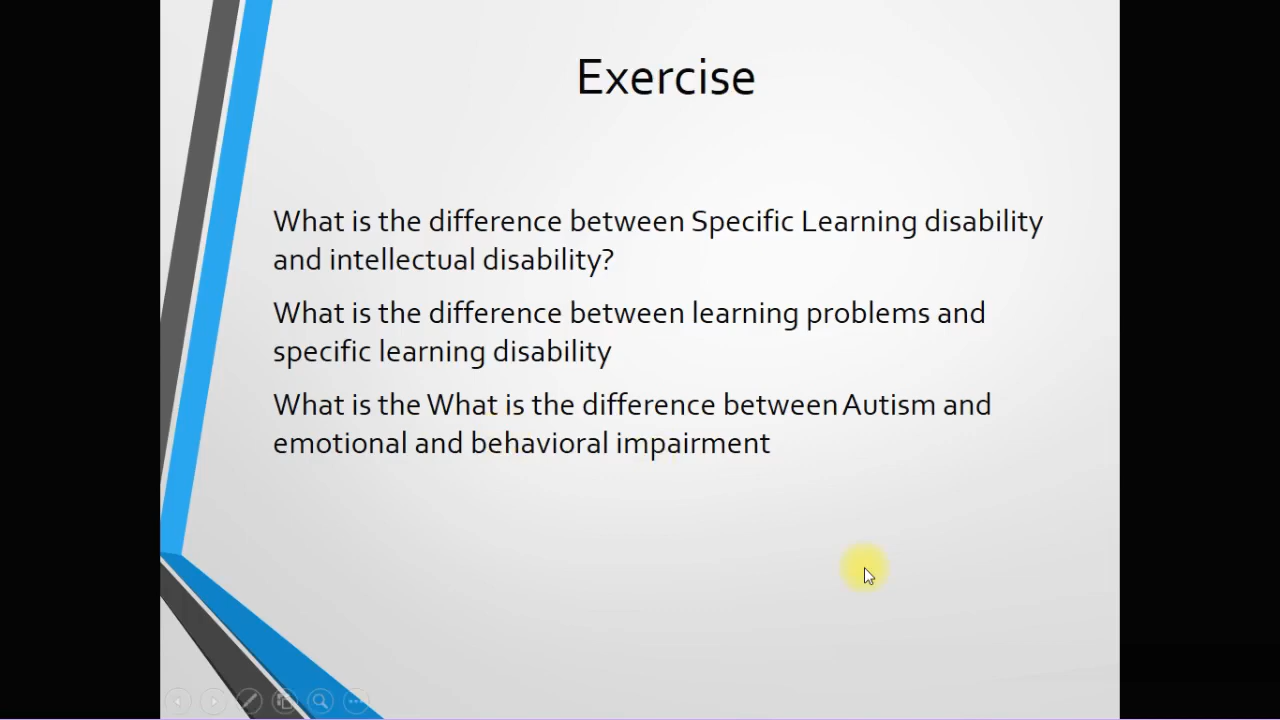 Exercise
What is the difference between Specific Learning disability
and intellectual disability?
What is the difference between learning problems and
specific learning disability
What is the What is the difference between Autism and
emotional and behavioral impairment